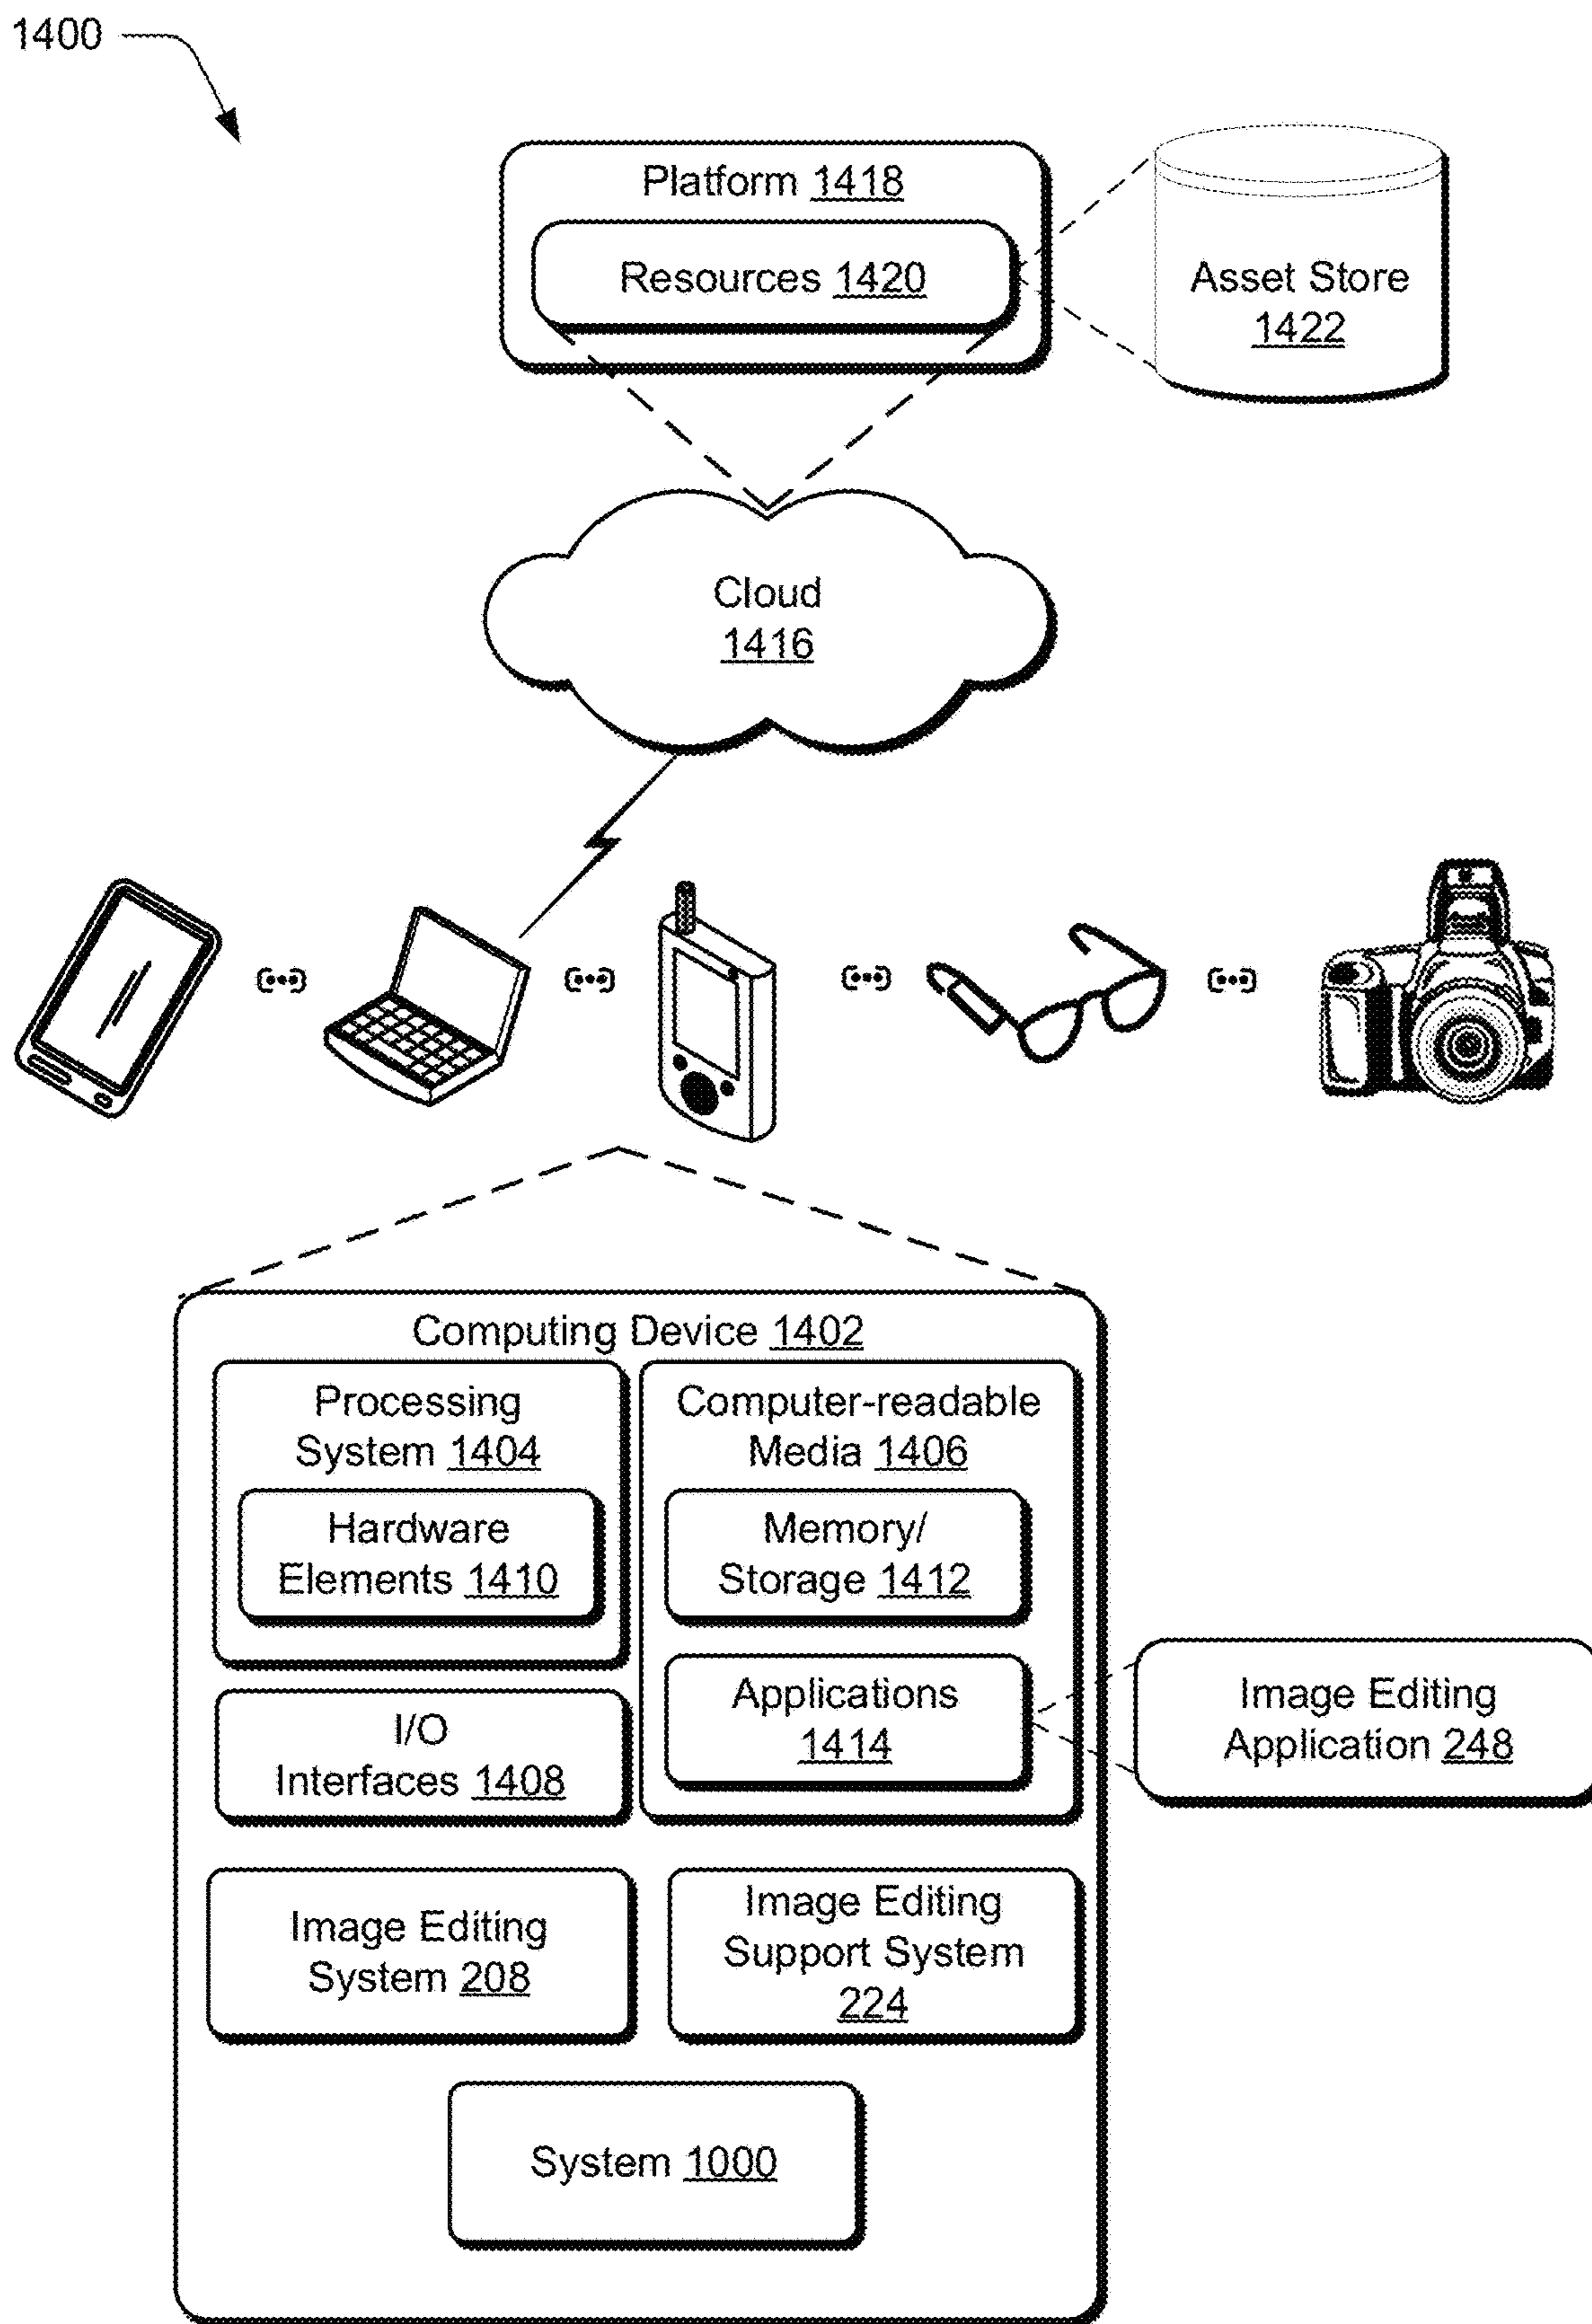 1400
Platform 1418
Resources 1420
Asset Store
1422
Cloud
1416
Computing Device 1402
Processing
System 1404
Hardware
Elements 1410
Computer-readable
Media 1406
Memory/
Storage 1412
Applications
1414
I/O
Interfaces 1408
Image Editing
Application 248
Image Editing
System 208
Image Editing
Support System
224
System 1000